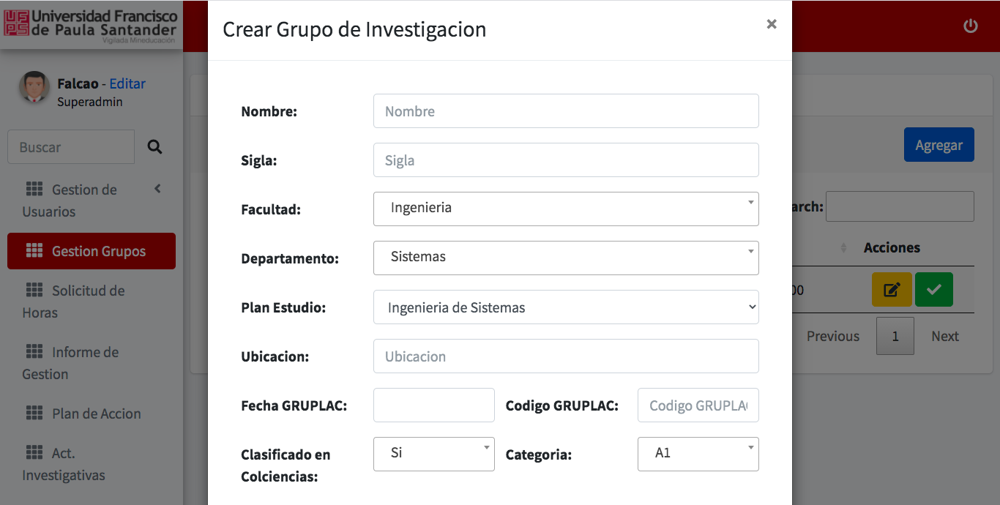 Universidad Francisco
de Paula Santander
Vigilada Mineducación
Falcao - Editar
Superadmin
Buscar
Gestion de
Usuarios
Gestion Grupos
Solicitud de
Horas
Informe de
Gestion
Plan de Accion
Act.
Investigativas
Crear Grupo de Investigacion
×
Nombre: Nombre
Sigla: Sigla
Facultad: Ingenieria
Departamento: Sistemas
Plan Estudio: Ingenieria de Sistemas
Ubicacion: Ubicacion
Fecha GRUPLAC: Codigo GRUPLAC: Codigo GRUPLAC
Clasificado en Si Categoria: A1
Colciencias:
Agregar
arch:
Acciones
00
Previous 1 Next